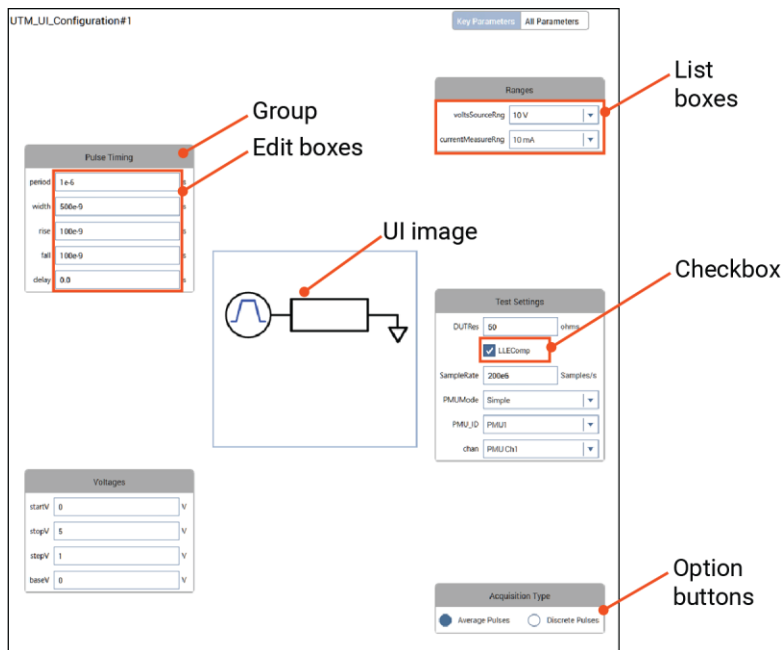 UTM_UI_Configuration#1
Key Parameters
All Parameters
List
boxes
Ranges
voltsSourceRng 10 V
currentMeasureRng 10 mA
Group
Edit boxes
Pulse Timing
period 1e-6 s
width 500e-9 s
rise 100e-9 s
fall 100e-9 s
delay 0.0 s
UI image
Checkbox
Test Settings
DUTRes 50 ohms
LLEComp
SampleRate 200e6 Samples/s
PMUMode Simple
PMU_ID PMU1
chan PMU Ch1
Voltages
startV 0 V
stopV 5 V
stepV 1 V
baseV 0 V
Option
buttons
Acquisition Type
Average Pulses
Discrete Pulses